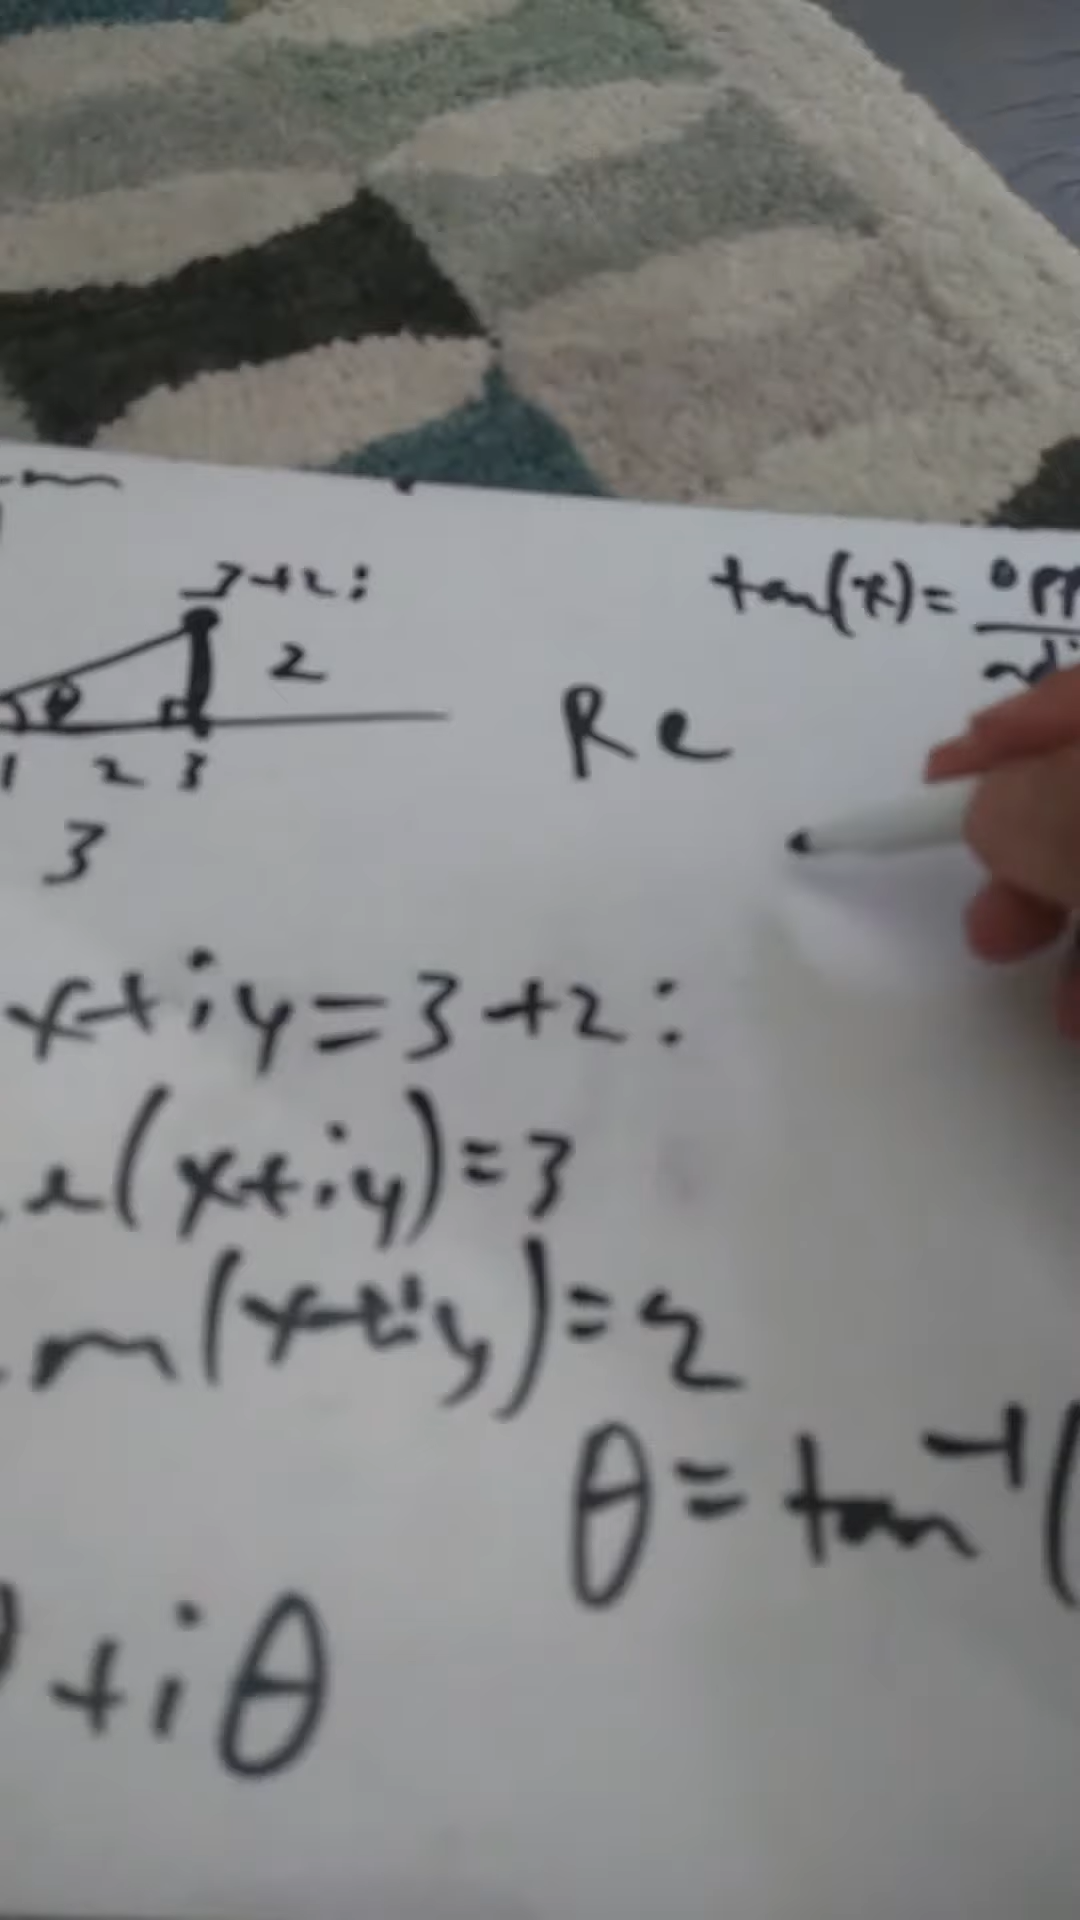 m
3+2i
tan(x)= opp
2
θ
Re
1 2 3
3
x+iy=3+2i
e(x+iy)=3
m(x+iy)=2
θ=tan⁻¹(
+iθ